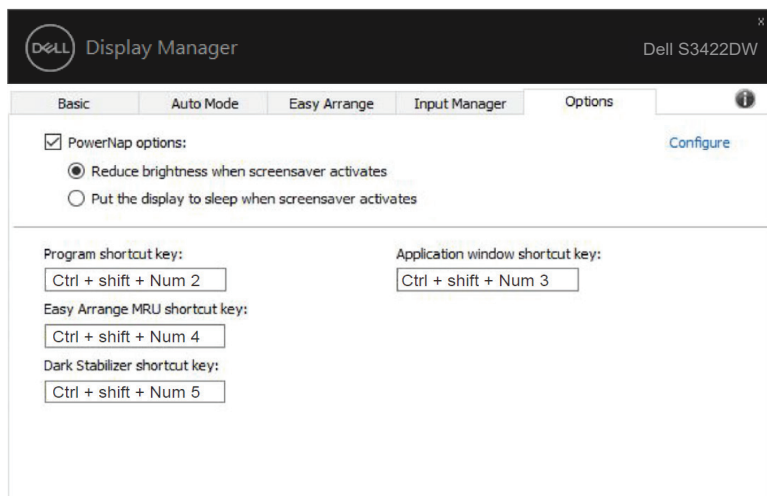 x
DELL Display Manager
Dell S3422DW
Basic Auto Mode Easy Arrange Input Manager Options i
PowerNap options: Configure
Reduce brightness when screensaver activates
Put the display to sleep when screensaver activates
Program shortcut key: Application window shortcut key:
Ctrl + shift + Num 2 Ctrl + shift + Num 3
Easy Arrange MRU shortcut key:
Ctrl + shift + Num 4
Dark Stabilizer shortcut key:
Ctrl + shift + Num 5